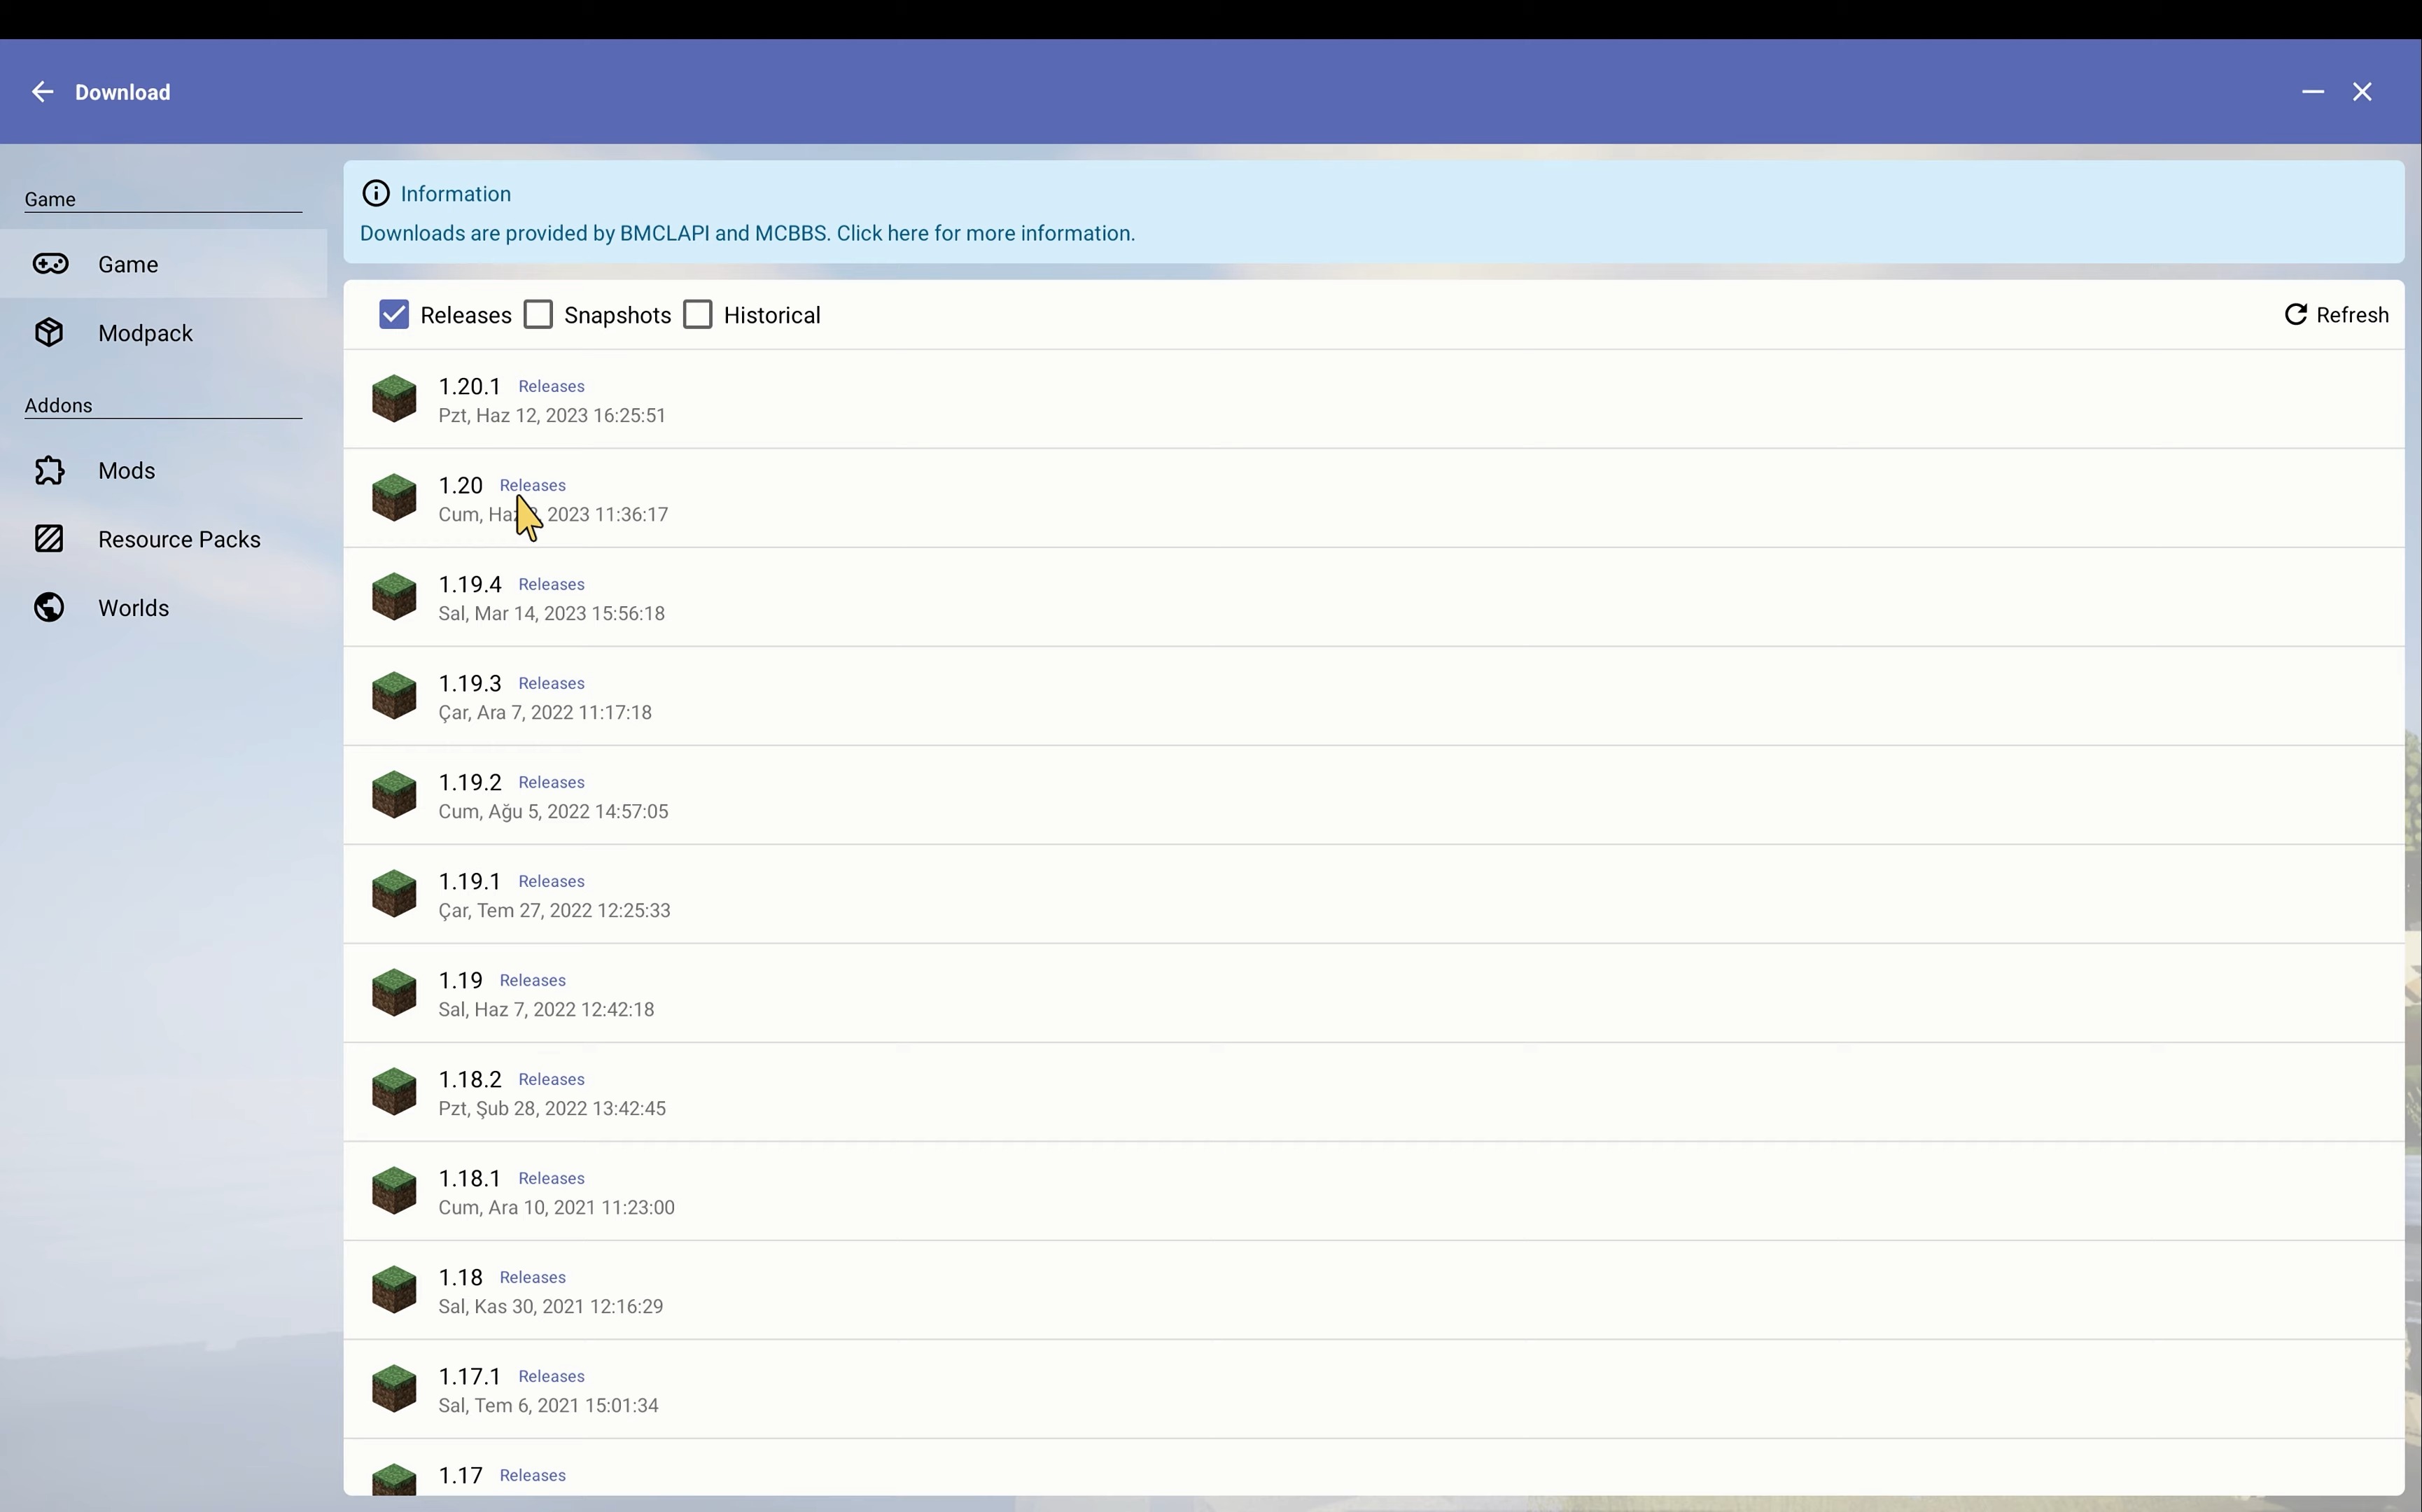 Download
Game
Game
Modpack
Addons
Mods
Resource Packs
Worlds
Information
Downloads are provided by BMCLAPI and MCBBS. Click here for more information.
Releases Snapshots Historical Refresh
1.20.1 Releases
Pzt, Haz 12, 2023 16:25:51
1.20 Releases
Cum, Haz 2023 11:36:17
1.19.4 Releases
Sal, Mar 14, 2023 15:56:18
1.19.3 Releases
Çar, Ara 7, 2022 11:17:18
1.19.2 Releases
Cum, Ağu 5, 2022 14:57:05
1.19.1 Releases
Çar, Tem 27, 2022 12:25:33
1.19 Releases
Sal, Haz 7, 2022 12:42:18
1.18.2 Releases
Pzt, Şub 28, 2022 13:42:45
1.18.1 Releases
Cum, Ara 10, 2021 11:23:00
1.18 Releases
Sal, Kas 30, 2021 12:16:29
1.17.1 Releases
Sal, Tem 6, 2021 15:01:34
1.17 Releases